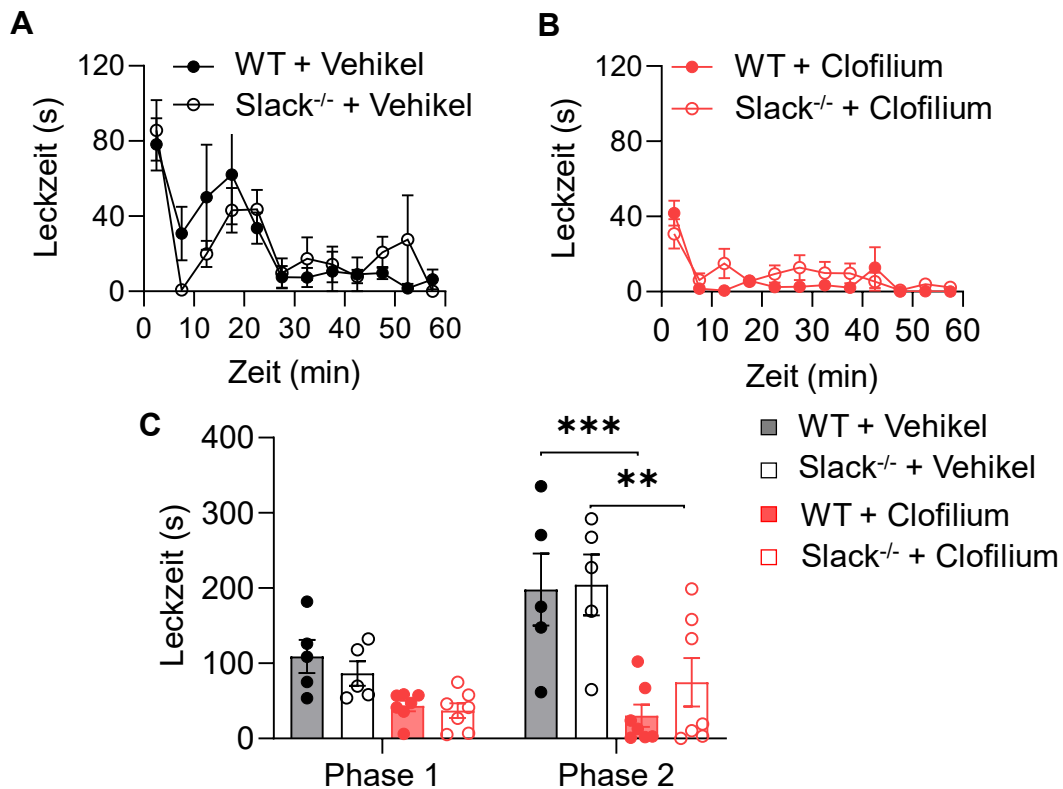 A
Leckzeit (s)
120
80
40
0
WT + Vehikel
Slack-/- + Vehikel
0 10 20 30 40 50 60
Zeit (min)
B
Leckzeit (s)
120
80
40
0
WT + Clofilium
Slack-/- + Clofilium
0 10 20 30 40 50 60
Zeit (min)
C
Leckzeit (s)
400
300
200
100
0
***
**
Phase 1 Phase 2
WT + Vehikel
Slack-/- + Vehikel
WT + Clofilium
Slack-/- + Clofilium